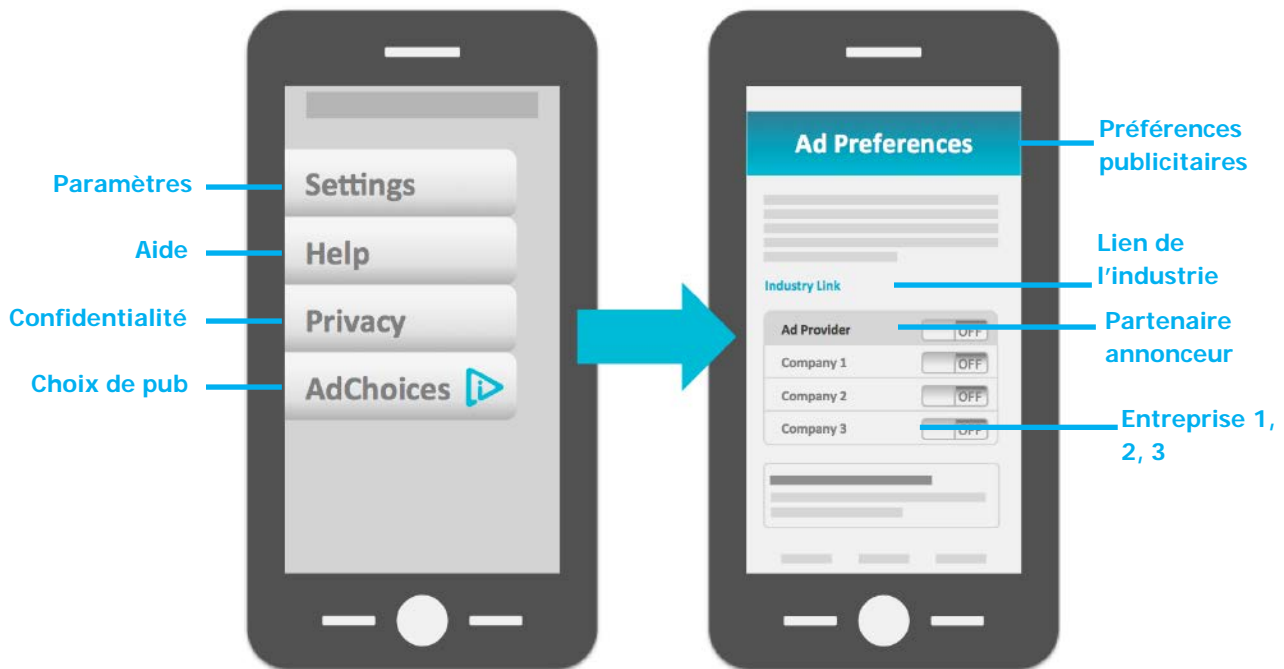 Paramètres
Aide
Confidentialité
Choix de pub
Settings
Help
Privacy
AdChoices
Ad Preferences
Industry Link
Ad Provider OFF
Company 1 OFF
Company 2 OFF
Company 3 OFF
Préférences
publicitaires
Lien de
l'industrie
Partenaire
annonceur
Entreprise 1,
2, 3